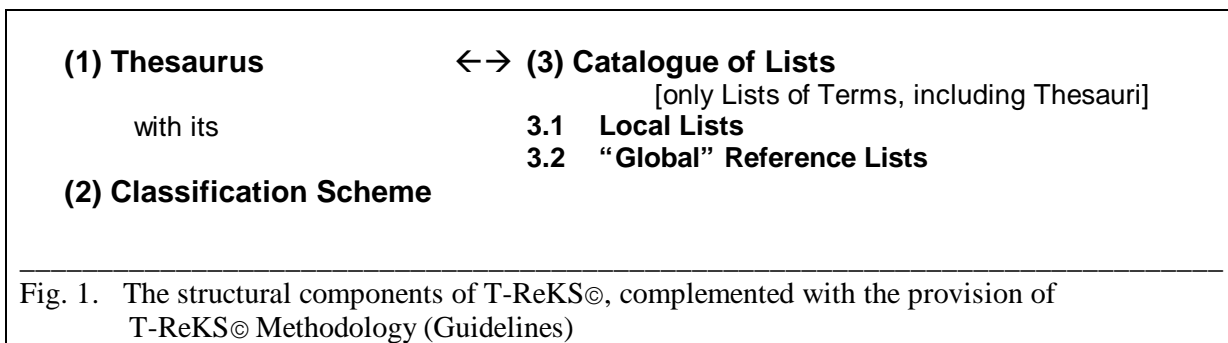 (1) Thesaurus ←→ (3) Catalogue of Lists
[only Lists of Terms, including Thesauri]
with its 3.1 Local Lists
3.2 “Global” Reference Lists
(2) Classification Scheme
Fig. 1. The structural components of T-ReKS©, complemented with the provision of
T-ReKS© Methodology (Guidelines)